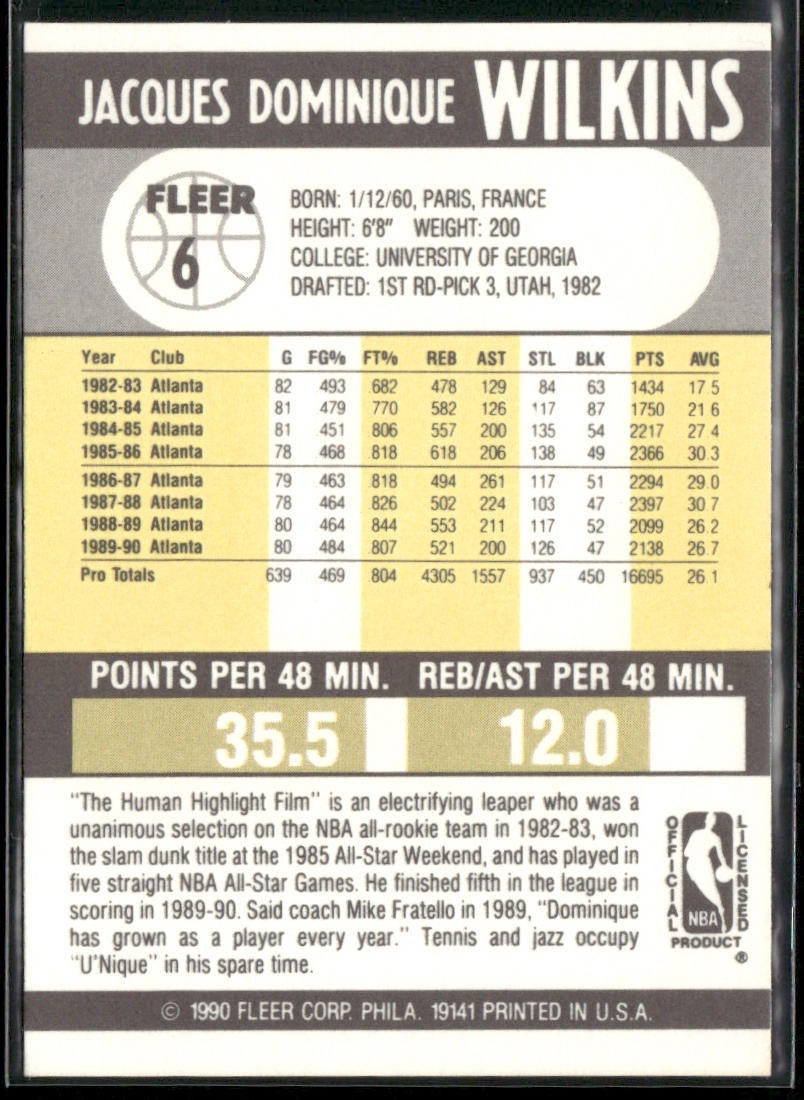 JACQUES DOMINIQUE WILKINS
FLEER
6
BORN: 1/12/60, PARIS, FRANCE
HEIGHT: 6'8" WEIGHT: 200
COLLEGE: UNIVERSITY OF GEORGIA
DRAFTED: 1ST RD-PICK 3, UTAH, 1982
Year Club G FG% FT% REB AST STL BLK PTS AVG
1982-83 Atlanta 82 493 682 478 129 84 63 1434 17.5
1983-84 Atlanta 81 479 770 582 126 117 87 1750 21.6
1984-85 Atlanta 81 451 806 557 200 135 54 2217 27.4
1985-86 Atlanta 78 468 818 618 206 138 49 2366 30.3
1986-87 Atlanta 79 463 818 494 261 117 51 2294 29.0
1987-88 Atlanta 78 464 826 502 224 103 47 2397 30.7
1988-89 Atlanta 80 464 844 553 211 117 52 2099 26.2
1989-90 Atlanta 80 484 807 521 200 126 47 2138 26.7
Pro Totals 639 469 804 4305 1557 937 450 16695 26.1
POINTS PER 48 MIN. REB/AST PER 48 MIN.
35.5 12.0
"The Human Highlight Film" is an electrifying leaper who was a
unanimous selection on the NBA all-rookie team in 1982-83, won
the slam dunk title at the 1985 All-Star Weekend, and has played in
five straight NBA All-Star Games. He finished fifth in the league in
scoring in 1989-90. Said coach Mike Fratello in 1989, "Dominique
has grown as a player every year." Tennis and jazz occupy
"U'Nique" in his spare time.
OFFICIAL LICENSED
NBA
PRODUCT
®
© 1990 FLEER CORP. PHILA. 19141 PRINTED IN U.S.A.